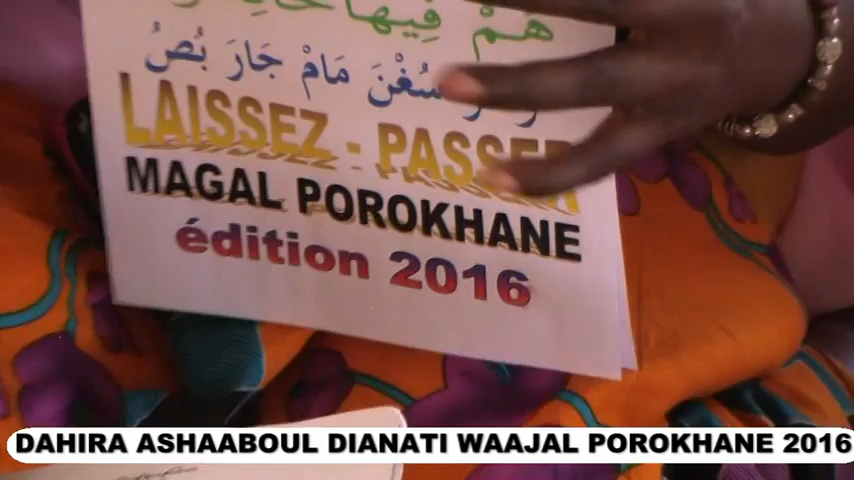 هُمْ فِيهَا
سُغْنَ مَامْ جَارَ بُصُ
LAISSEZ - PASSER
MAGAL POROKHANE
édition 2016
DAHIRA ASHAABOUL DIANATI WAAJAL POROKHANE 2016